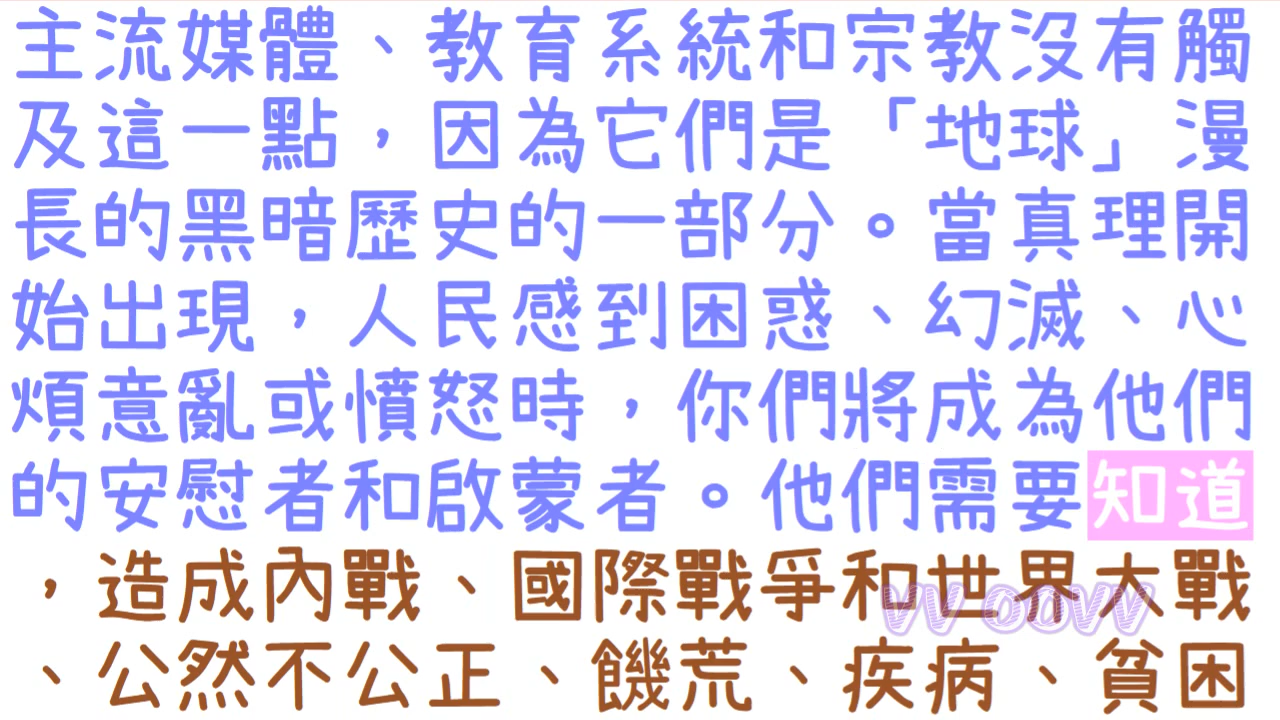 主流媒體、教育系統和宗教沒有觸
及這一點，因為它們是「地球」漫
長的黑暗歷史的一部分。當真理開
始出現，人民感到困惑、幻滅、心
煩意亂或憤怒時，你們將成為他們
的安慰者和啟蒙者。他們需要知道
，造成內戰、國際戰爭和世界大戰
vv oovv
、公然不公正、饑荒、疾病、貧困